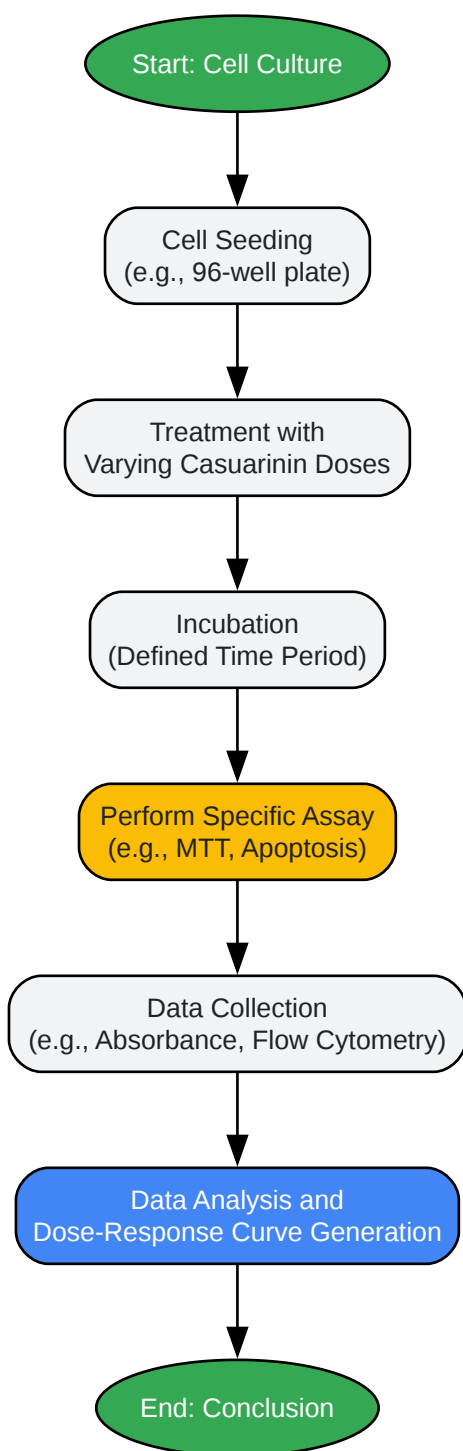 Start: Cell Culture
Cell Seeding
(e.g., 96-well plate)
Treatment with
Varying Casuarinin Doses
Incubation
(Defined Time Period)
Perform Specific Assay
(e.g., MTT, Apoptosis)
Data Collection
(e.g., Absorbance, Flow Cytometry)
Data Analysis and
Dose-Response Curve Generation
End: Conclusion